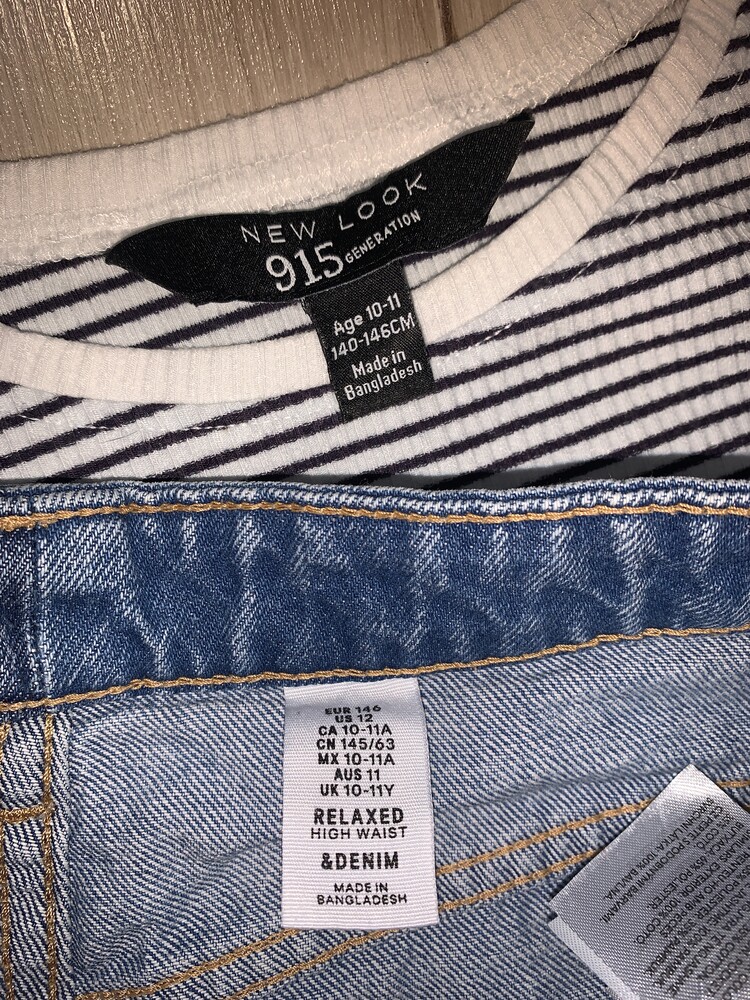 NEW LOOK
915 GENERATION
Age 10-11
140-146CM
Made in
Bangladesh
EUR 146
US 12
CA 10-11A
CN 145/63
MX 10-11A
AUS 11
UK 10-11Y
RELAXED
HIGH WAIST
&DENIM
MADE IN
BANGLADESH